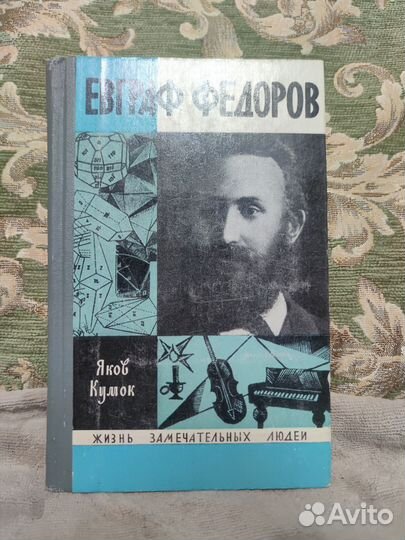 ЕВГРАФ ФЕДОРОВ
Яков
Кумок
ЖИЗНЬ ЗАМЕЧАТЕЛЬНЫХ ЛЮДЕЙ
Avito